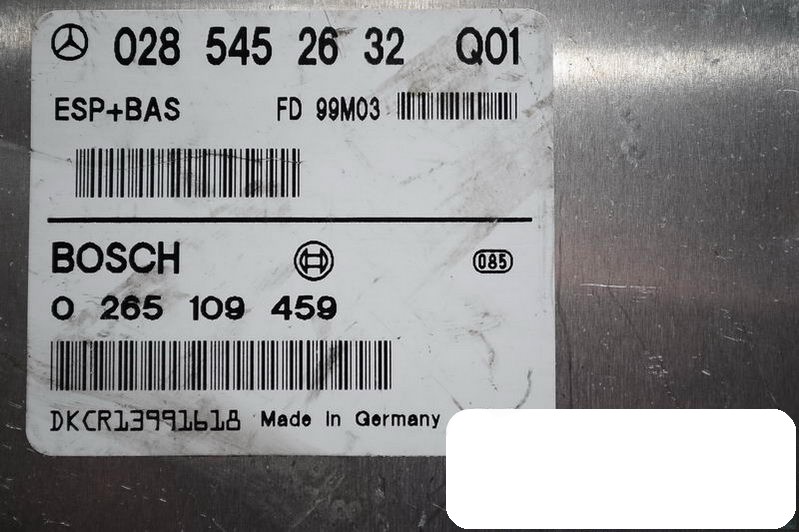 028 545 26 32 Q01
ESP+BAS FD 99M03
BOSCH 085
0 265 109 459
DKCR13991618 Made in Germany